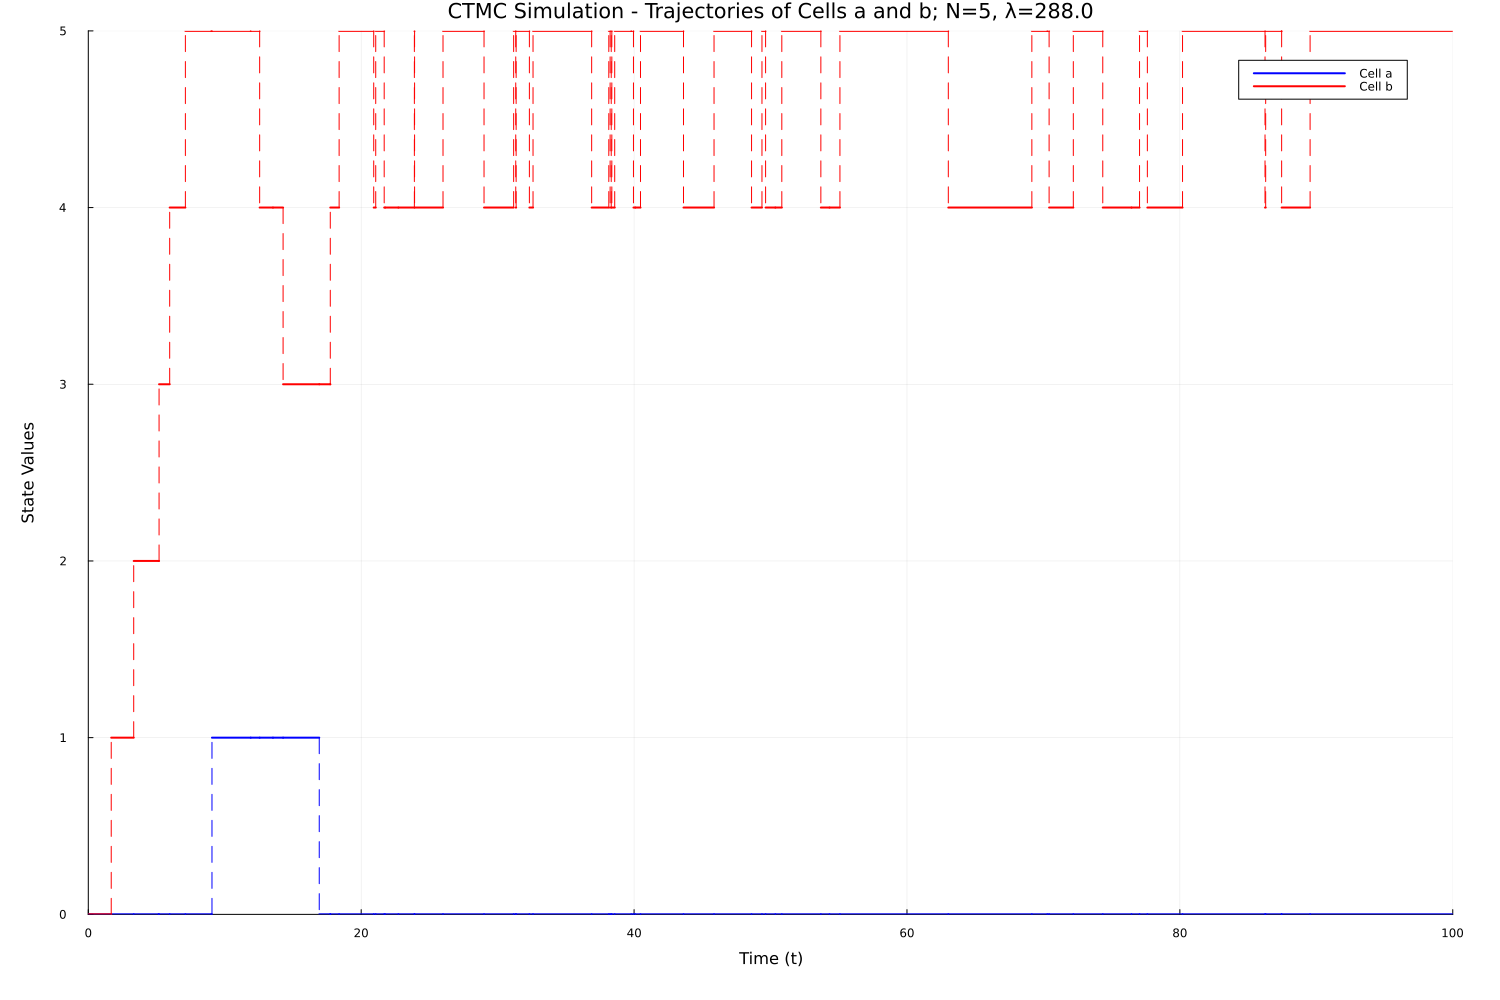 CTMC Simulation - Trajectories of Cells a and b; N=5, λ=288.0
5
4
3
2
1
0
State Values
Cell a
Cell b
0 20 40 60 80 100
Time (t)